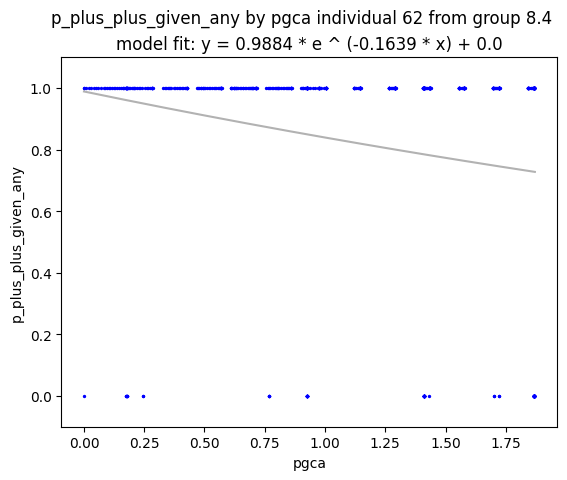 p_plus_plus_given_any by pgca individual 62 from group 8.4
model fit: y = 0.9884 * e ^ (-0.1639 * x) + 0.0
1.0
0.8
0.6
0.4
0.2
0.0
p_plus_plus_given_any
0.00 0.25 0.50 0.75 1.00 1.25 1.50 1.75
pgca